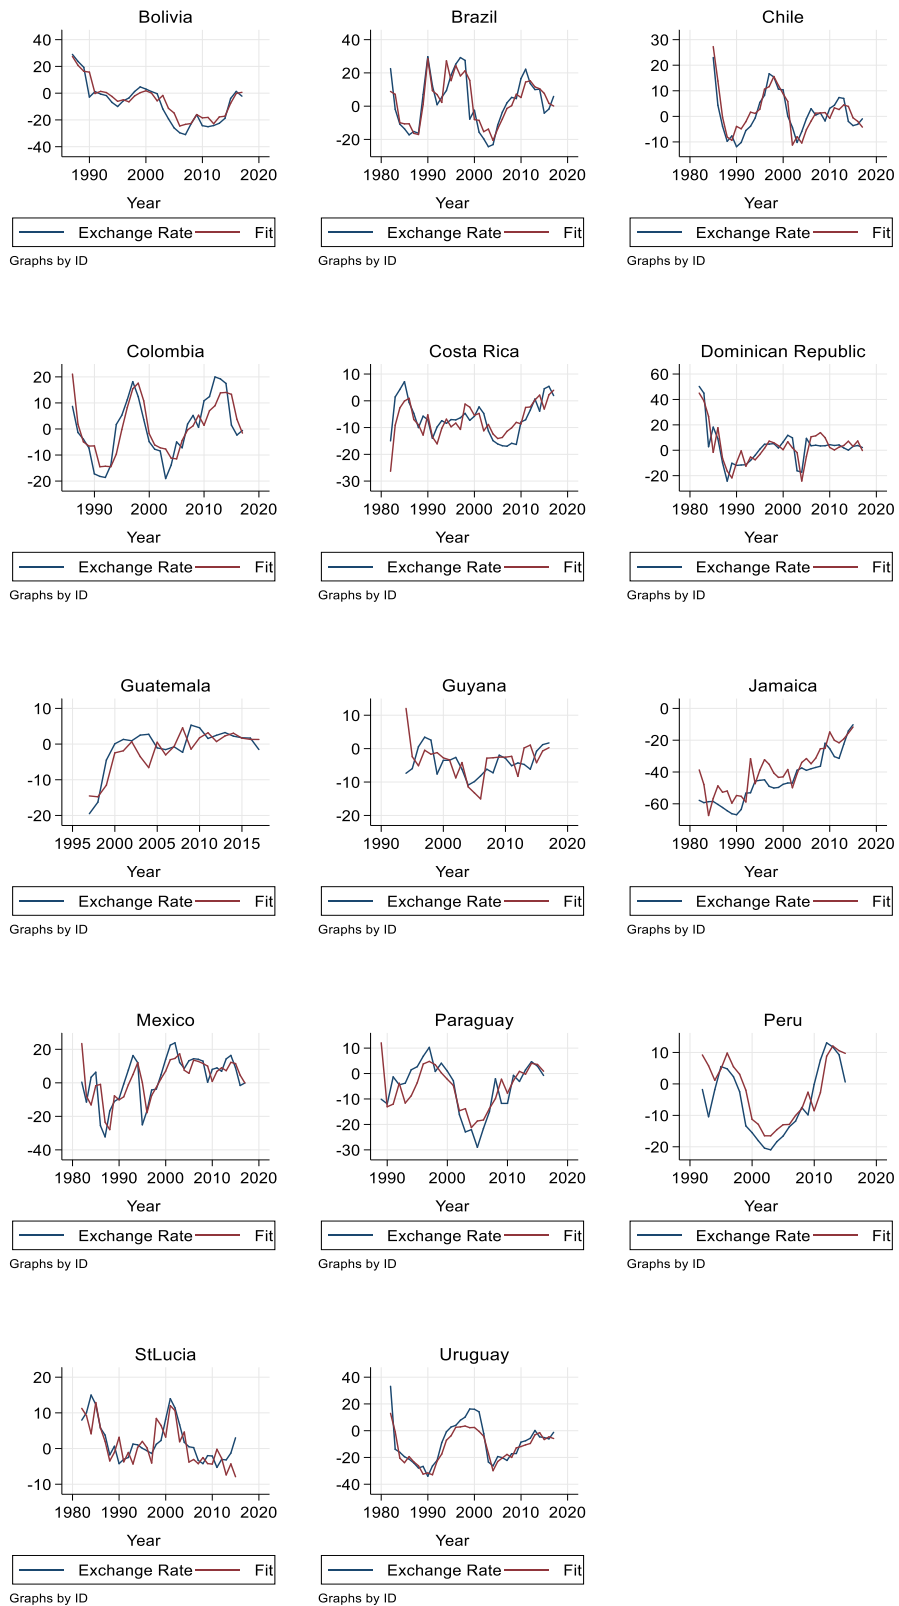 Bolivia
40
20
0
-20
-40
1990 2000 2010 2020
Year
Exchange Rate Fit
Graphs by ID
Brazil
40
20
0
-20
1980 1990 2000 2010 2020
Year
Exchange Rate Fit
Graphs by ID
Chile
30
20
10
0
-10
1980 1990 2000 2010 2020
Year
Exchange Rate Fit
Graphs by ID
Colombia
20
10
0
-10
-20
1990 2000 2010 2020
Year
Exchange Rate Fit
Graphs by ID
Costa Rica
10
0
-10
-20
-30
1980 1990 2000 2010 2020
Year
Exchange Rate Fit
Graphs by ID
Dominican Republic
60
40
20
0
-20
1980 1990 2000 2010 2020
Year
Exchange Rate Fit
Graphs by ID
Guatemala
10
0
-10
-20
1995 2000 2005 2010 2015
Year
Exchange Rate Fit
Graphs by ID
Guyana
10
0
-10
-20
1990 2000 2010 2020
Year
Exchange Rate Fit
Graphs by ID
Jamaica
0
-20
-40
-60
1980 1990 2000 2010 2020
Year
Exchange Rate Fit
Graphs by ID
Mexico
20
0
-20
-40
1980 1990 2000 2010 2020
Year
Exchange Rate Fit
Graphs by ID
Paraguay
10
0
-10
-20
-30
1990 2000 2010 2020
Year
Exchange Rate Fit
Graphs by ID
Peru
10
0
-10
-20
1990 2000 2010 2020
Year
Exchange Rate Fit
Graphs by ID
StLucia
20
10
0
-10
1980 1990 2000 2010 2020
Year
Exchange Rate Fit
Graphs by ID
Uruguay
40
20
0
-20
-40
1980 1990 2000 2010 2020
Year
Exchange Rate Fit
Graphs by ID